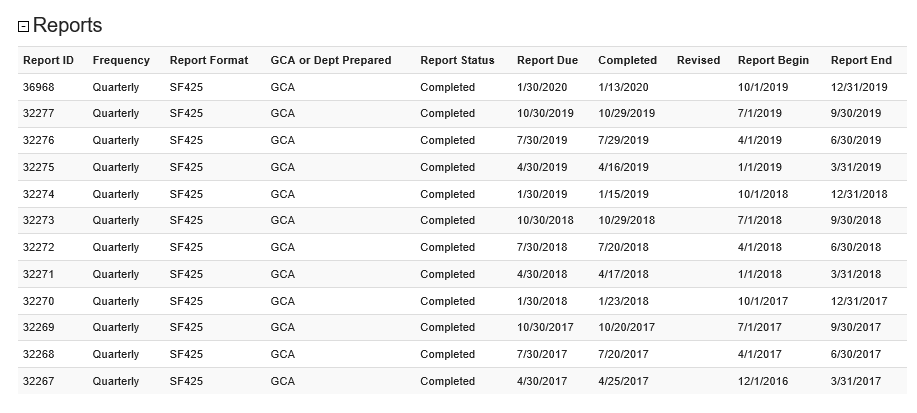 Reports
Report ID Frequency Report Format GCA or Dept Prepared Report Status Report Due Completed Revised Report Begin Report End
36968 Quarterly SF425 GCA Completed 1/30/2020 1/13/2020 10/1/2019 12/31/2019
32277 Quarterly SF425 GCA Completed 10/30/2019 10/29/2019 7/1/2019 9/30/2019
32276 Quarterly SF425 GCA Completed 7/30/2019 7/29/2019 4/1/2019 6/30/2019
32275 Quarterly SF425 GCA Completed 4/30/2019 4/16/2019 1/1/2019 3/31/2019
32274 Quarterly SF425 GCA Completed 1/30/2019 1/15/2019 10/1/2018 12/31/2018
32273 Quarterly SF425 GCA Completed 10/30/2018 10/29/2018 7/1/2018 9/30/2018
32272 Quarterly SF425 GCA Completed 7/30/2018 7/20/2018 4/1/2018 6/30/2018
32271 Quarterly SF425 GCA Completed 4/30/2018 4/17/2018 1/1/2018 3/31/2018
32270 Quarterly SF425 GCA Completed 1/30/2018 1/23/2018 10/1/2017 12/31/2017
32269 Quarterly SF425 GCA Completed 10/30/2017 10/20/2017 7/1/2017 9/30/2017
32268 Quarterly SF425 GCA Completed 7/30/2017 7/20/2017 4/1/2017 6/30/2017
32267 Quarterly SF425 GCA Completed 4/30/2017 4/25/2017 12/1/2016 3/31/2017